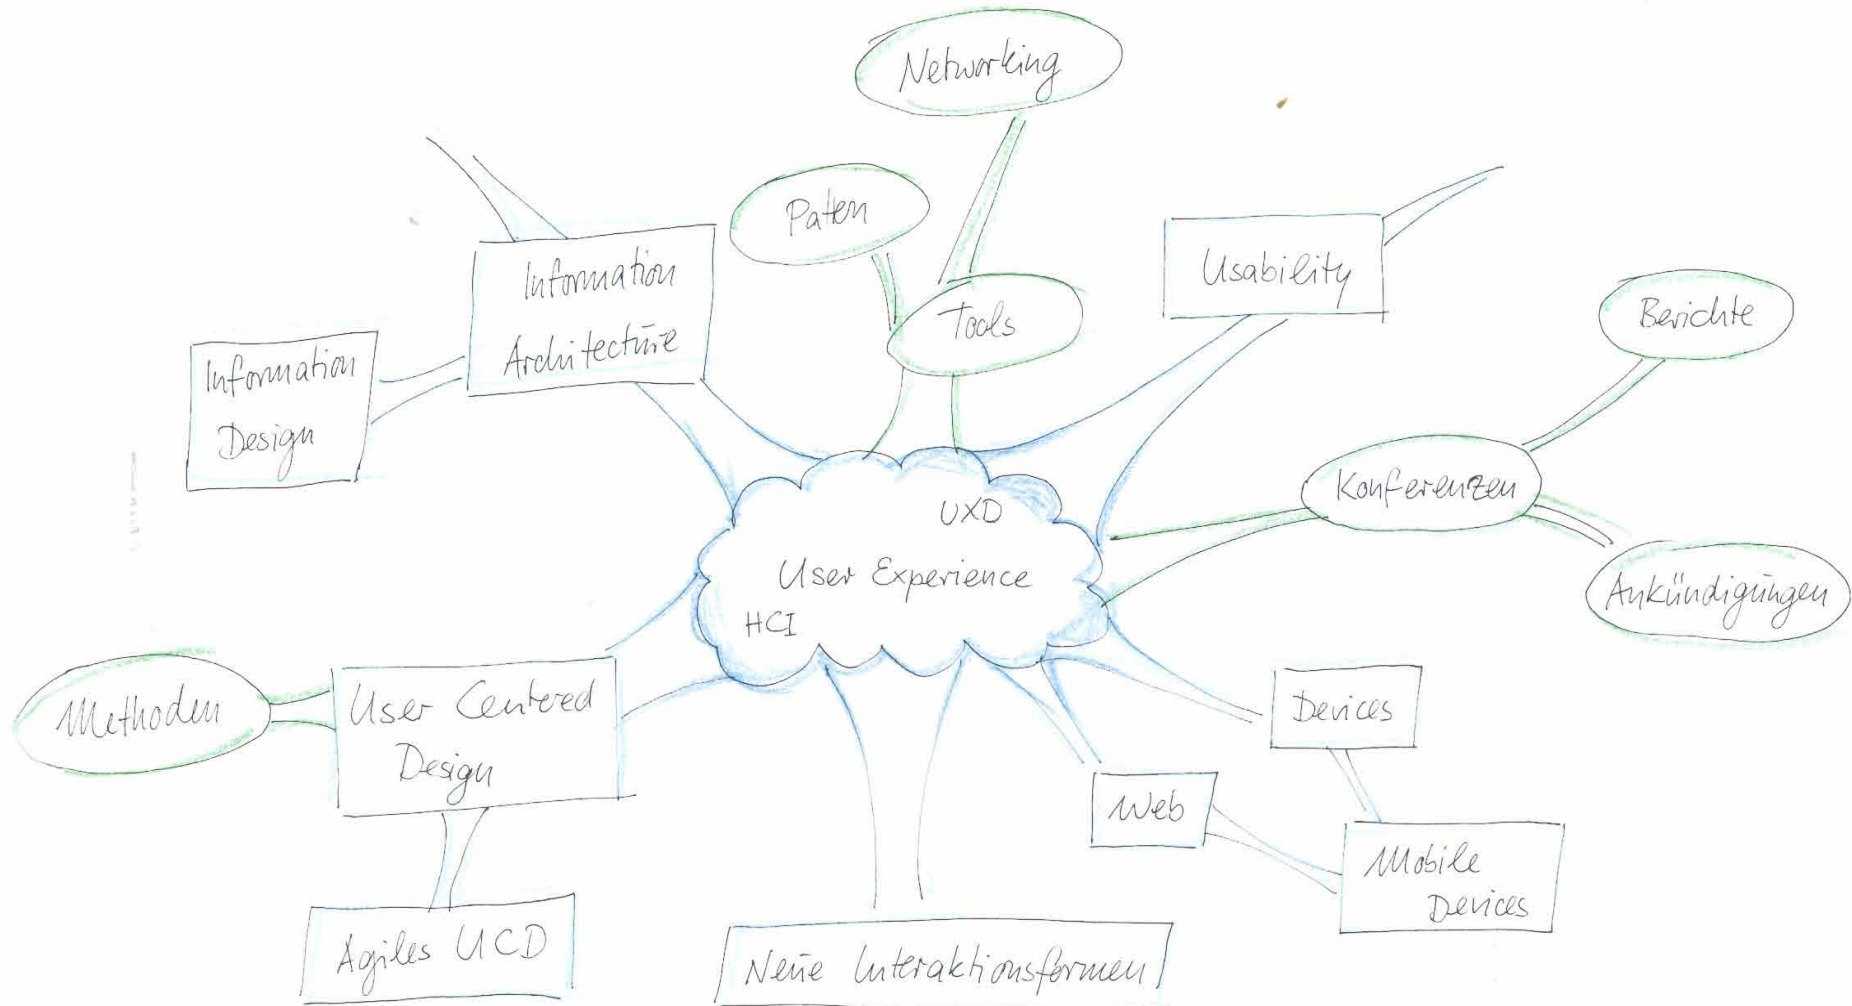 Networking
Pattern
Information
Architecture
Usability
Tools
Berichte
Information
Design
Konferenzen
UXD
User Experience
HCI
Ankündigungen
Methoden
User Centered
Design
Devices
Web
Mobile
Devices
Agiles UCD
Neue Interaktionsformen